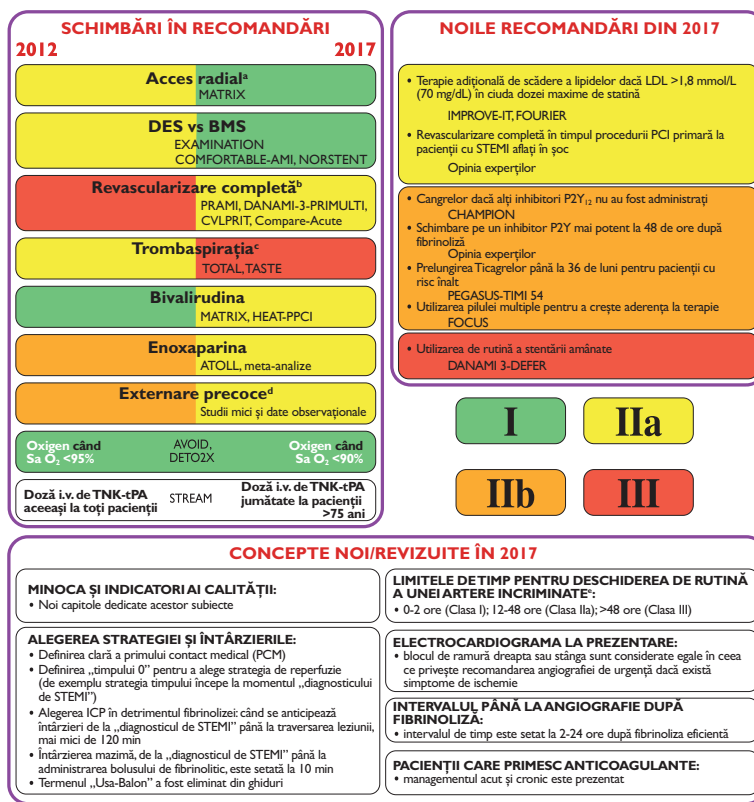 SCHIMBĂRI ÎN RECOMANDĂRI
2012 2017
Acces radialᵃ
MATRIX
DES vs BMS
EXAMINATION
COMFORTABLE-AMI, NORSTENT
Revascularizare completăᵇ
PRAMI, DANAMI-3-PRIMULTI,
CVLPRIT, Compare-Acute
Trombaspirațiaᶜ
TOTAL, TASTE
Bivalirudina
MATRIX, HEAT-PPCI
Enoxaparina
ATOLL, meta-analize
Externare precoceᵈ
Studii mici și date observaționale
Oxigen când
Sa O₂ <95%
AVOID,
DETO2X
Oxigen când
Sa O₂ <90%
Doză i.v. de TNK-tPA
aceeași la toți pacienții
STREAM
Doză i.v. de TNK-tPA
jumătate la pacienții
>75 ani
NOILE RECOMANDĂRI DIN 2017
• Terapie adițională de scădere a lipidelor dacă LDL >1,8 mmol/L
(70 mg/dL) în ciuda dozei maxime de statină
IMPROVE-IT, FOURIER
• Revascularizare completă în timpul procedurii PCI primară la
pacienții cu STEMI aflați în șoc
Opinia experților
• Cangrelor dacă alți inhibitori P2Y₁₂ nu au fost administrați
CHAMPION
• Schimbare pe un inhibitor P2Y mai potent la 48 de ore după
fibrinoliză
Opinia experților
• Prelungirea Ticagrelor până la 36 de luni pentru pacienții cu
risc înalt
PEGASUS-TIMI 54
• Utilizarea pilulei multiple pentru a crește aderența la terapie
FOCUS
• Utilizarea de rutină a stentării amânate
DANAMI 3-DEFER
I IIa
IIb III
CONCEPTE NOI/REVIZUITE ÎN 2017
MINOCA ȘI INDICATORI AI CALITĂȚII:
• Noi capitole dedicate acestor subiecte
ALEGEREA STRATEGIEI ȘI ÎNTÂRZIERILE:
• Definirea clară a primului contact medical (PCM)
• Definirea „timpului 0” pentru a alege strategia de reperfuzie
(de exemplu strategia timpului începe la momentul „diagnosticului
de STEMI”)
• Alegerea ICP în detrimentul fibrinolizei: când se anticipează
întârzieri de la „diagnosticul de STEMI” până la traversarea leziunii,
mai mici de 120 min
• Întârzierea mazimă, de la „diagnosticul de STEMI” până la
administrarea bolusului de fibrinolitic, este setată la 10 min
• Termenul „Usa-Balon” a fost eliminat din ghiduri
LIMITELE DE TIMP PENTRU DESCHIDEREA DE RUTINĂ
A UNEI ARTERE INCRIMINATEᵉ:
• 0-2 ore (Clasa I); 12-48 ore (Clasa IIa); >48 ore (Clasa III)
ELECTROCARDIOGRAMA LA PREZENTARE:
• blocul de ramură dreapta sau stânga sunt considerate egale în ceea
ce privește recomandarea angiografiei de urgență dacă există
simptome de ischemie
INTERVALUL PÂNĂ LA ANGIOGRAFIE DUPĂ
FIBRINOLIZĂ:
• intervalul de timp este setat la 2-24 ore după fibrinoliza eficientă
PACIENȚII CARE PRIMESC ANTICOAGULANTE:
• managementul acut și cronic este prezentat